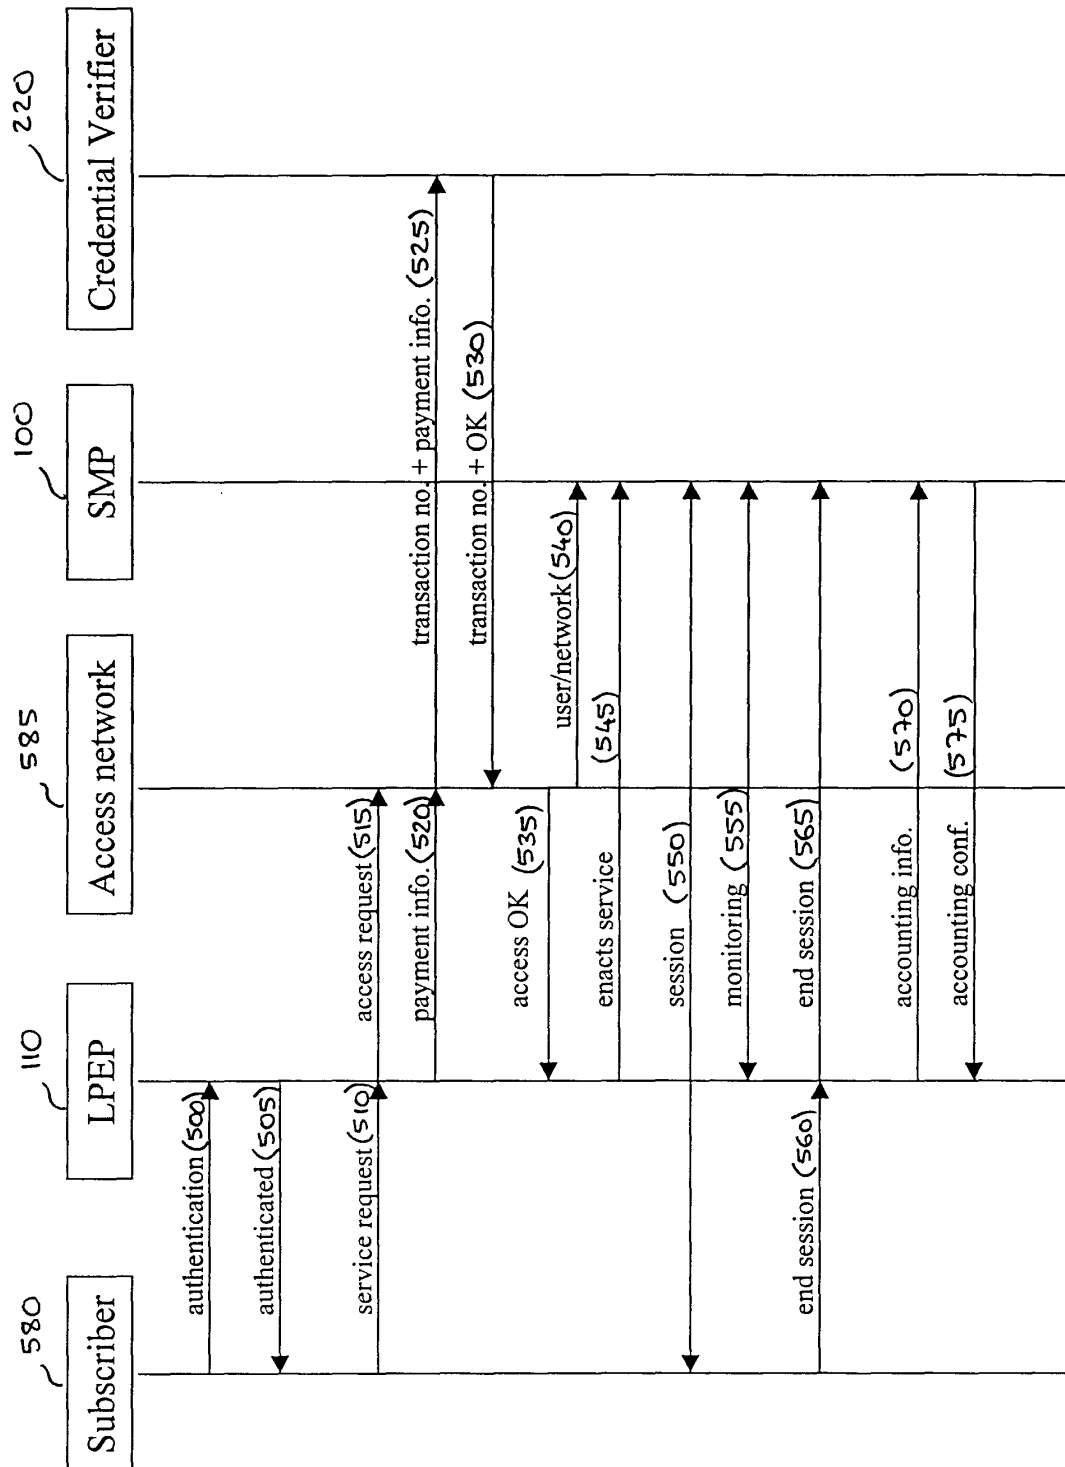 580
110
585
100
220
Subscriber
LPEP
Access network
SMP
Credential Verifier
authentication (500)
authenticated (505)
service request (510)
access request (515)
payment info. (520)
transaction no. + payment info. (525)
transaction no. + OK (530)
access OK (535)
user/network (540)
enacts service (545)
session (550)
monitoring (555)
end session (560)
end session (565)
accounting info. (570)
accounting conf. (575)